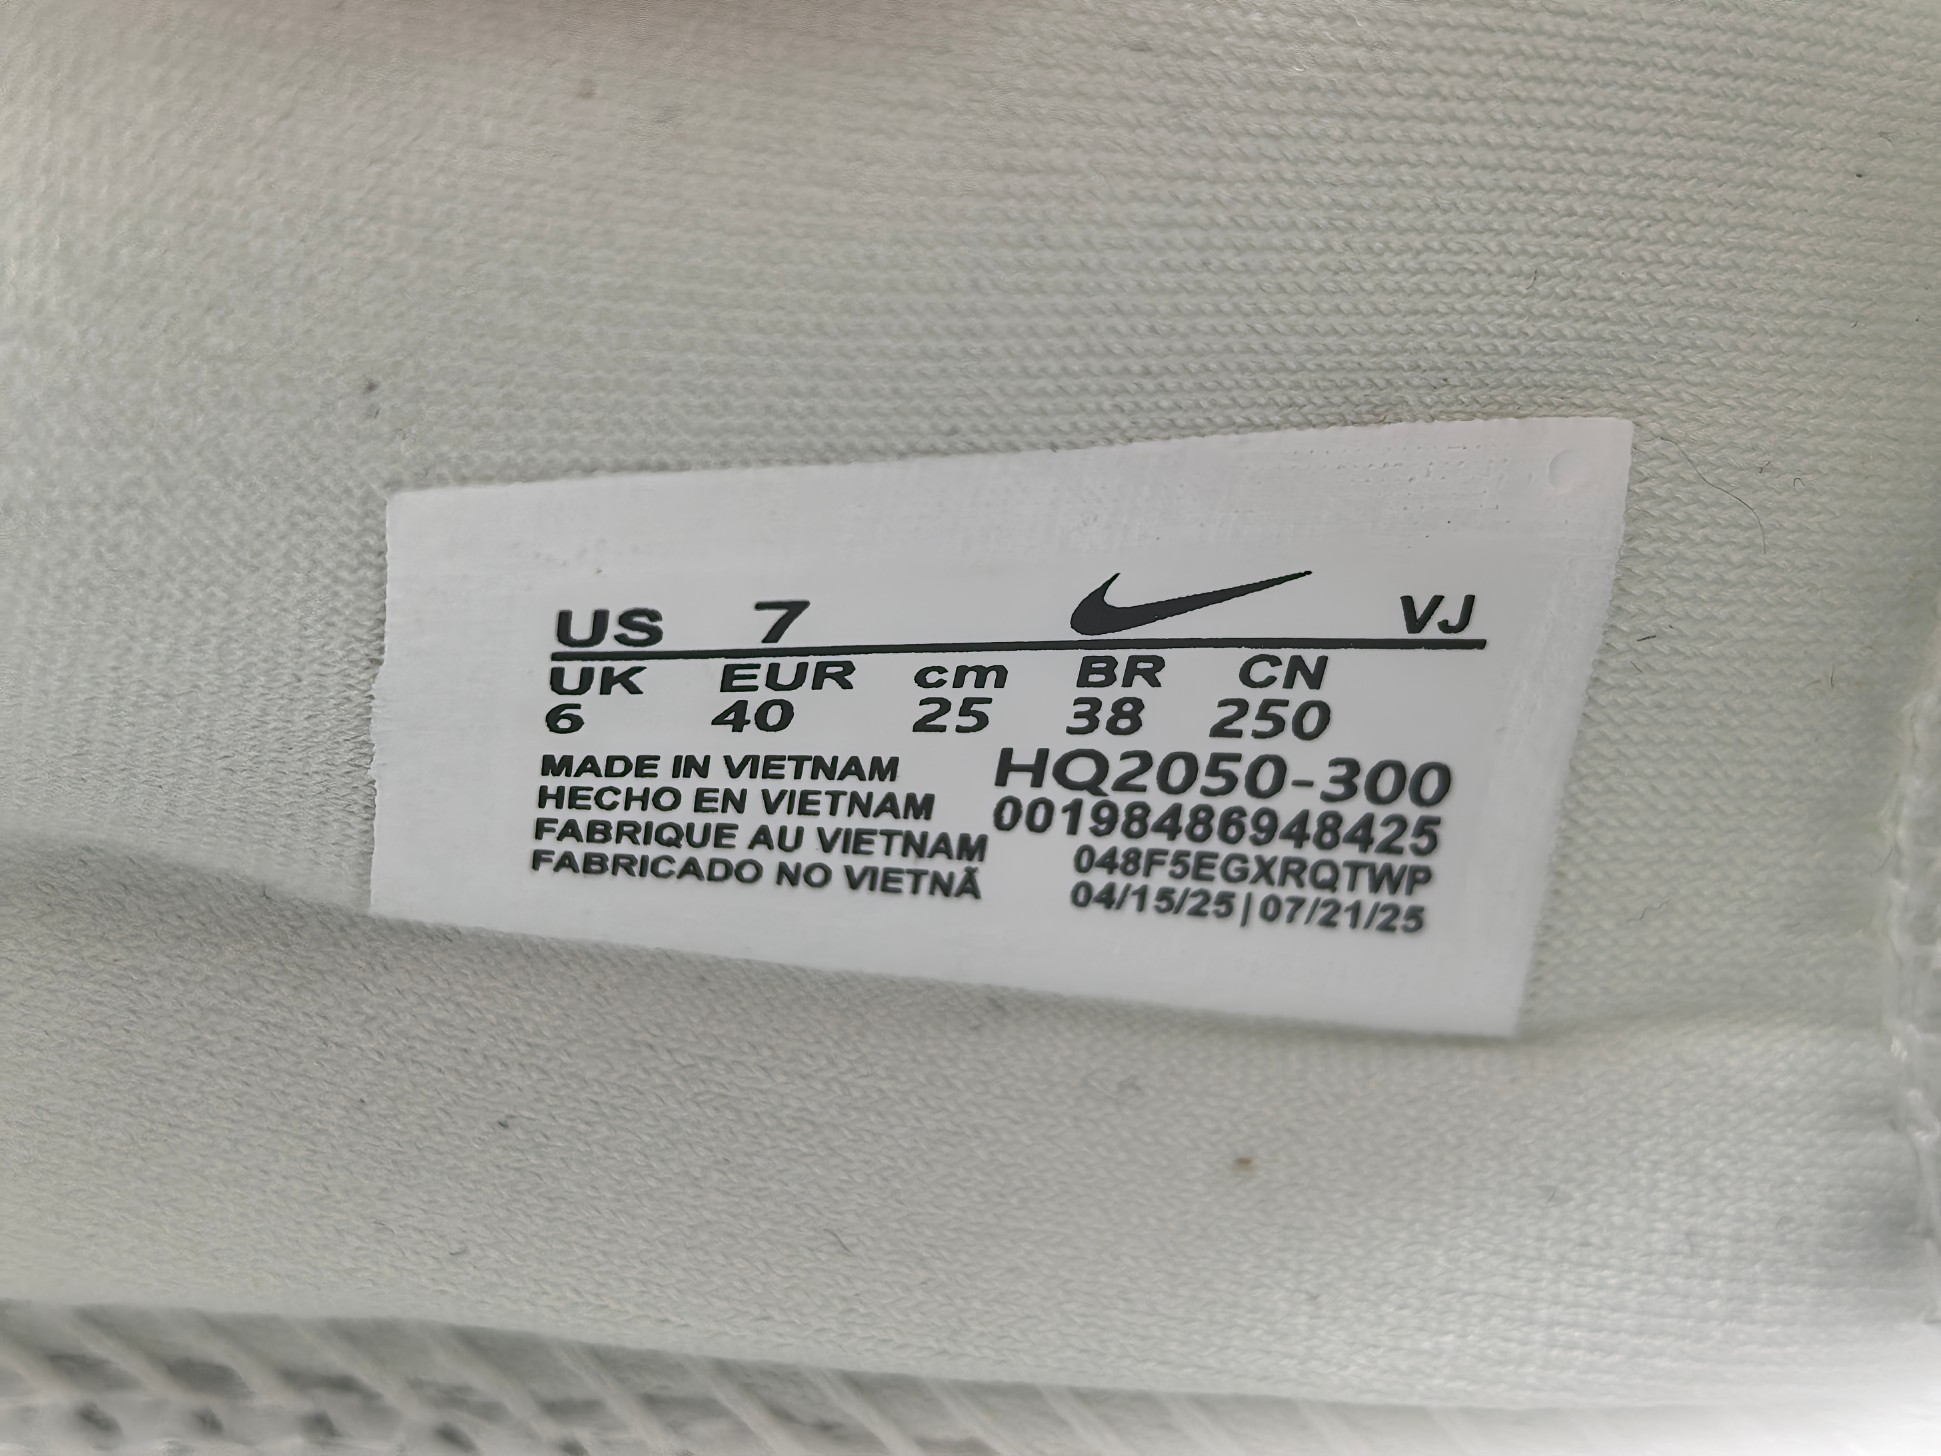 US 7 VJ
UK EUR cm BR CN
6 40 25 38 250
MADE IN VIETNAM
HECHO EN VIETNAM
FABRIQUE AU VIETNAM
FABRICADO NO VIETNÃ
HQ2050-300
00198486948425
048F5EGXRQTWP
04/15/25|07/21/25